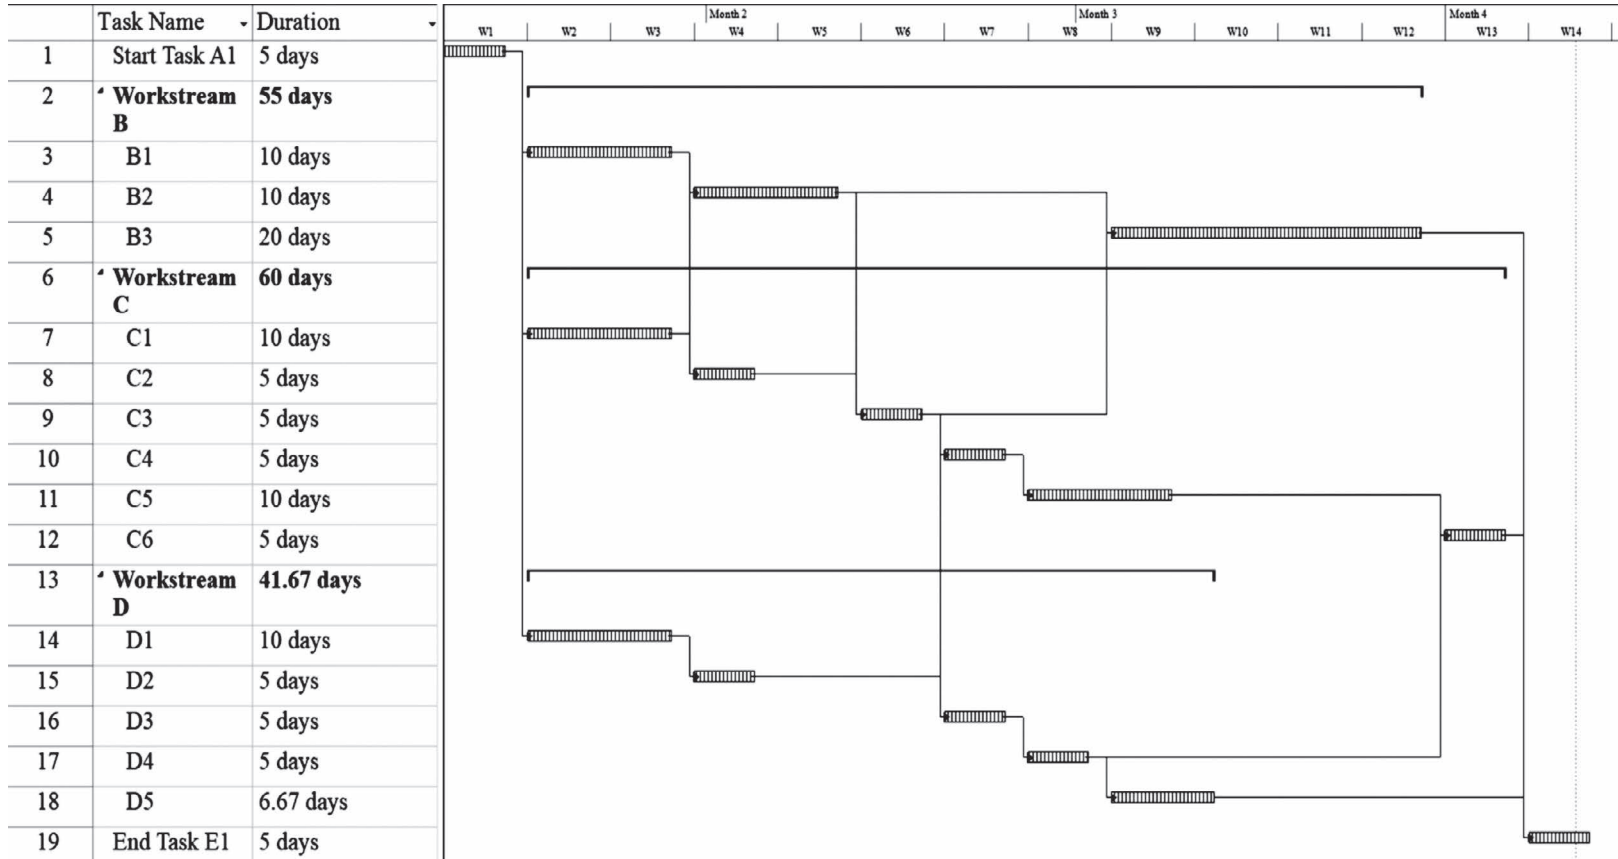 Task Name Duration
Month 2 Month 3 Month 4
W1 W2 W3 W4 W5 W6 W7 W8 W9 W10 W11 W12 W13 W14
1 Start Task A1 5 days
2 Workstream 55 days
B
3 B1 10 days
4 B2 10 days
5 B3 20 days
6 Workstream 60 days
C
7 C1 10 days
8 C2 5 days
9 C3 5 days
10 C4 5 days
11 C5 10 days
12 C6 5 days
13 Workstream 41.67 days
D
14 D1 10 days
15 D2 5 days
16 D3 5 days
17 D4 5 days
18 D5 6.67 days
19 End Task E1 5 days